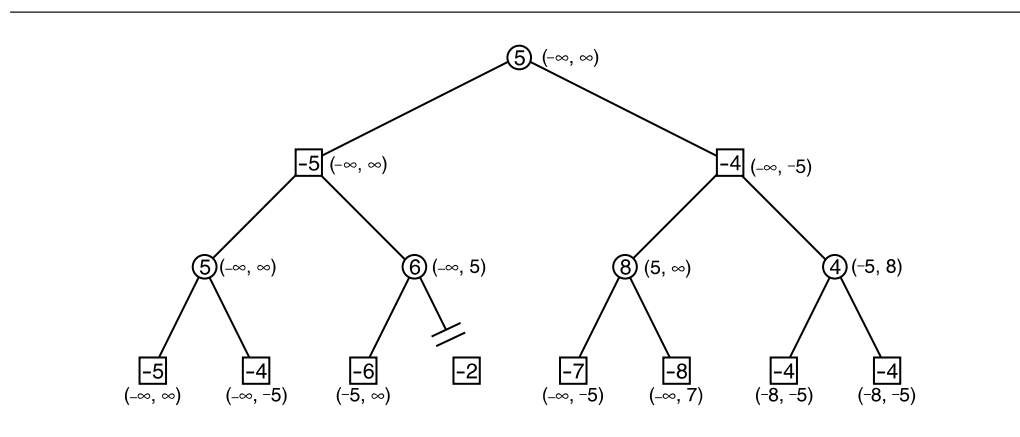 5 (−∞, ∞)
-5 (−∞, ∞) -4 (−∞, −5)
5 (−∞, ∞) 6 (−∞, 5) 8 (5, ∞) 4 (−5, 8)
-5 -4 -6 -2 -7 -8 -4 -4
(−∞, ∞) (−∞, −5) (−5, ∞) (−∞, −5) (−∞, 7) (−8, −5) (−8, −5)